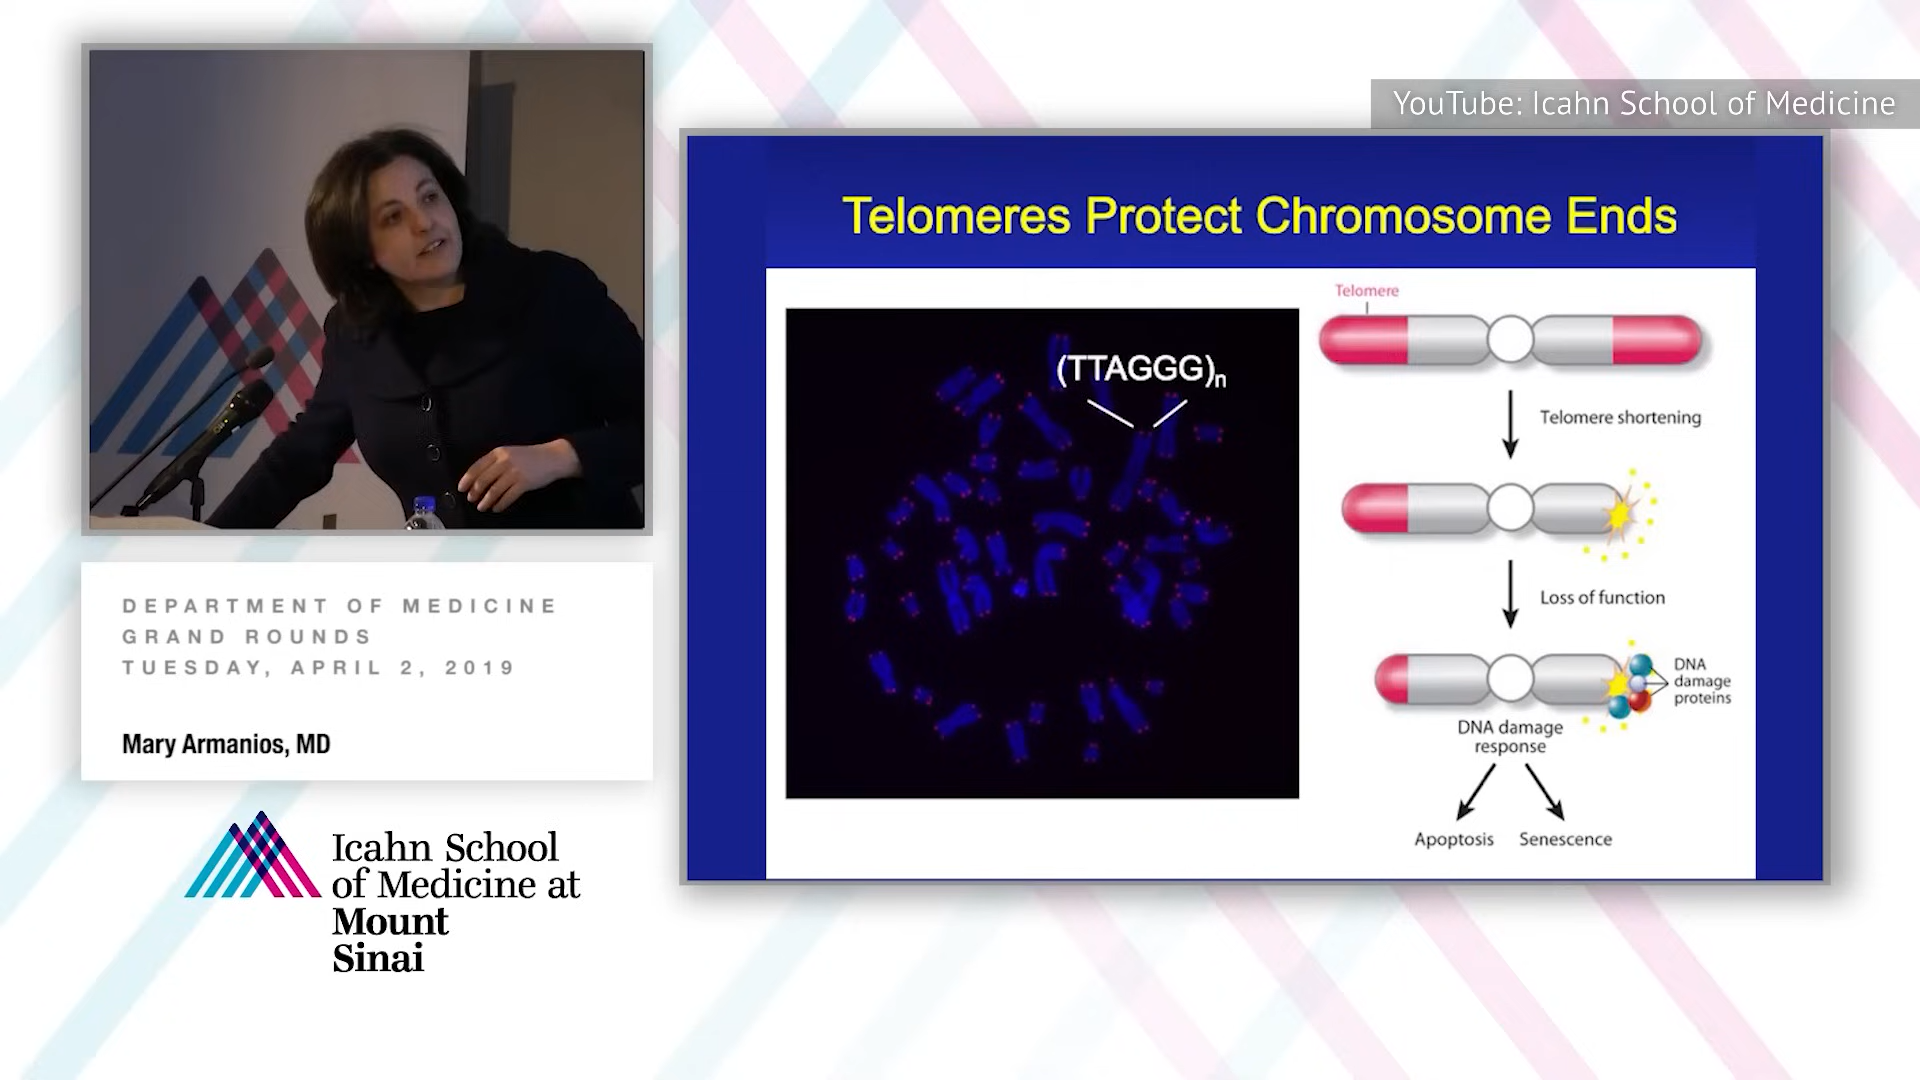 YouTube: Icahn School of Medicine
Telomeres Protect Chromosome Ends
(TTAGGG)n
Telomere
Telomere shortening
Loss of function
DNA
damage
proteins
DNA damage
response
Apoptosis Senescence
DEPARTMENT OF MEDICINE
GRAND ROUNDS
TUESDAY, APRIL 2, 2019
Mary Armanios, MD
Icahn School
of Medicine at
Mount
Sinai